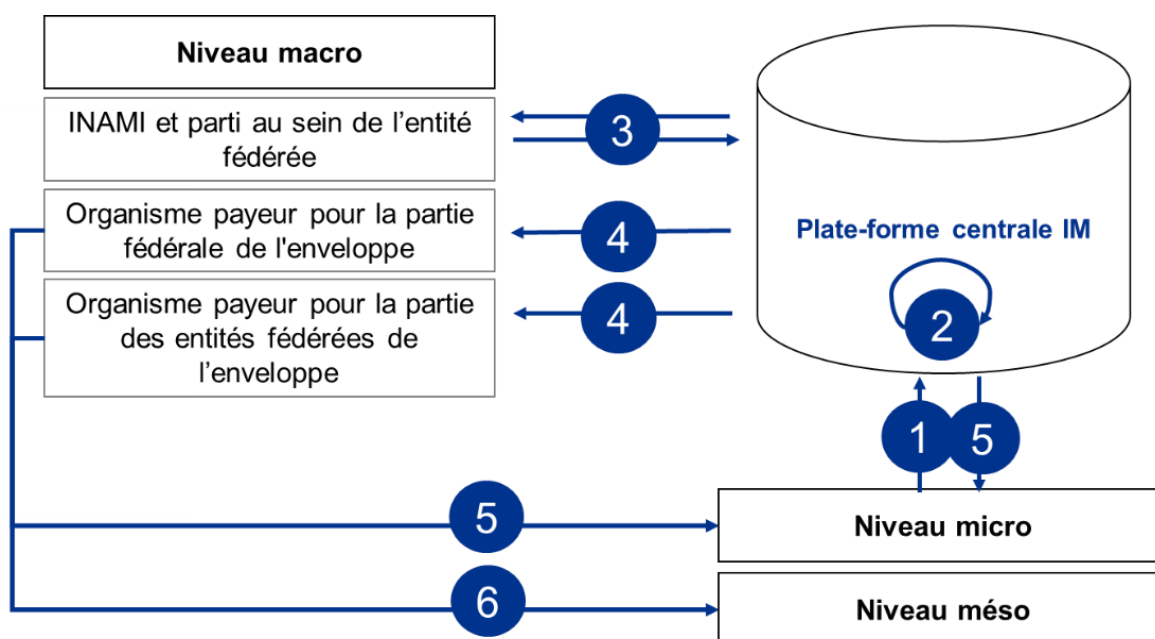 Niveau macro
INAMI et parti au sein de l’entité
fédérée
Organisme payeur pour la partie
fédérale de l'enveloppe
Organisme payeur pour la partie
des entités fédérées de
l’enveloppe
3
4
4
Plate-forme centrale IM
2
1
5
5
Niveau micro
6
Niveau méso